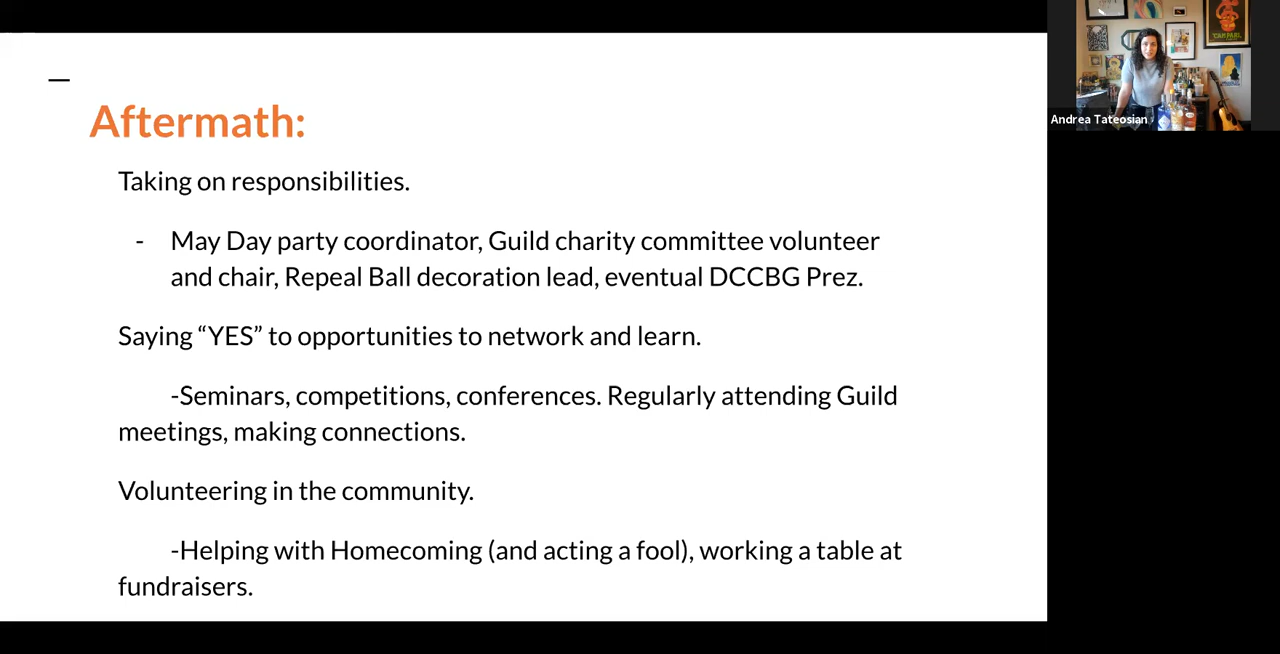 Aftermath:
Taking on responsibilities.
- May Day party coordinator, Guild charity committee volunteer
and chair, Repeal Ball decoration lead, eventual DCCBG Prez.
Saying “YES” to opportunities to network and learn.
-Seminars, competitions, conferences. Regularly attending Guild
meetings, making connections.
Volunteering in the community.
-Helping with Homecoming (and acting a fool), working a table at
fundraisers.
CAMPARI
Andrea Tateosian